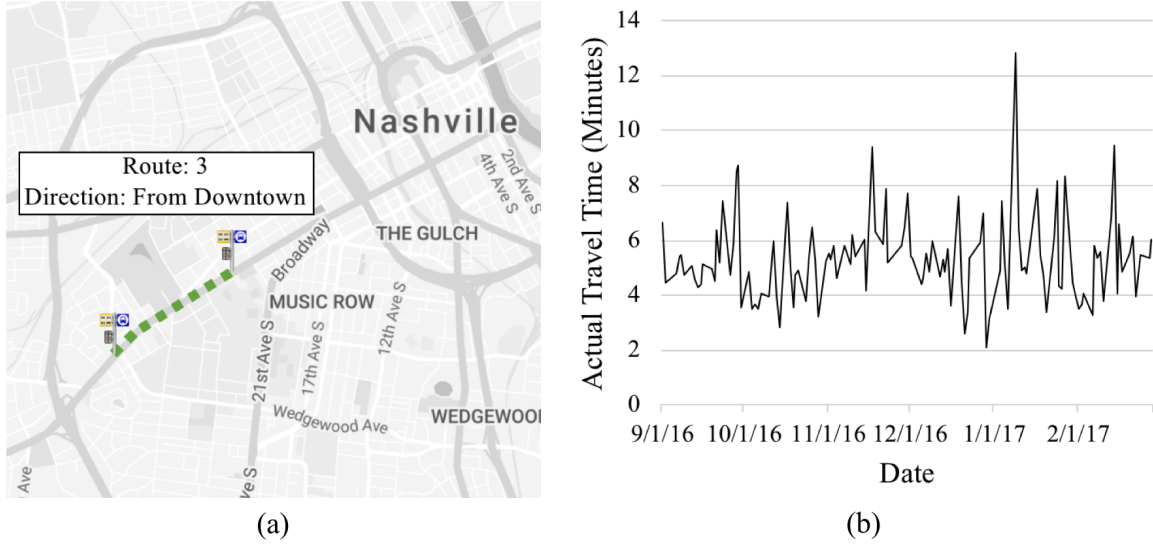 Nashville
Route: 3
Direction: From Downtown
2nd Ave S
4th Ave S
THE GULCH
Broadway
MUSIC ROW
21st Ave S
17th Ave S
12th Ave S
Wedgewood Ave
WEDGEWOO
Ave
ve S
(a)
Actual Travel Time (Minutes)
14
12
10
8
6
4
2
0
9/1/16 10/1/16 11/1/16 12/1/16 1/1/17 2/1/17
Date
(b)